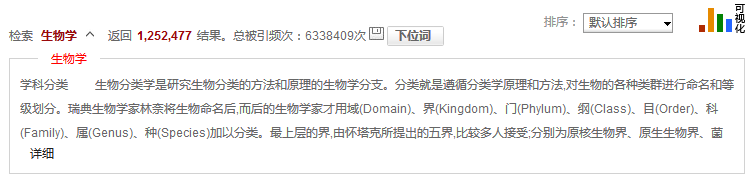 排序： 默认排序
可视化
检索 生物学 返回 1,252,477 结果。总被引频次：6338409次 下位词
生物学
学科分类 生物分类学是研究生物分类的方法和原理的生物学分支。分类就是遵循分类学原理和方法,对生物的各种类群进行命名和等
级划分。瑞典生物学家林奈将生物命名后,而后的生物学家才用域(Domain)、界(Kingdom)、门(Phylum)、纲(Class)、目(Order)、科
(Family)、属(Genus)、种(Species)加以分类。最上层的界,由怀塔克所提出的五界,比较多人接受;分别为原核生物界、原生生物界、菌
详细